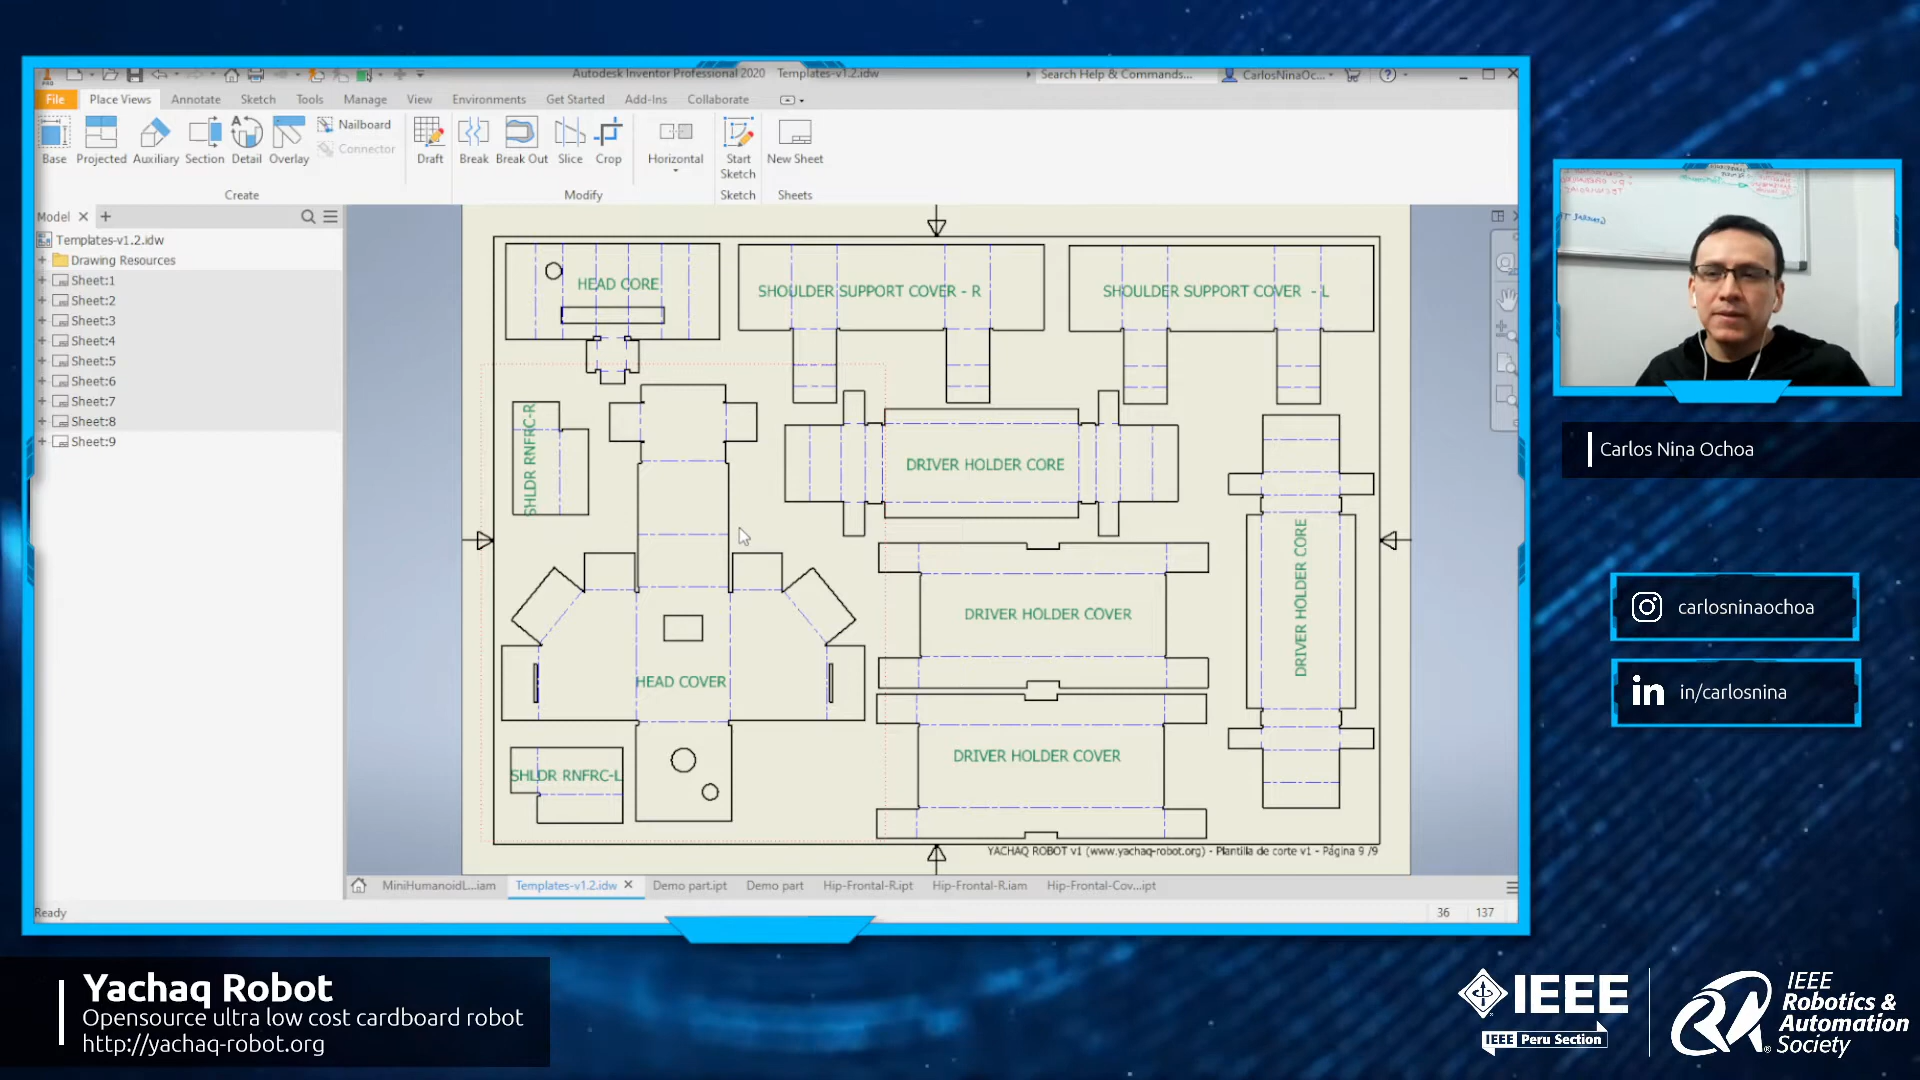 Autodesk Inventor Professional 2020 Templates-v1.2.idw
Search Help & Commands...
CarlosNinaOc...
File Place Views Annotate Sketch Tools Manage View Environments Get Started Add-Ins Collaborate
Base Projected Auxiliary Section Detail Overlay
Nailboard
Connector
Draft Break Break Out Slice Crop
Horizontal
Start Sketch
New Sheet
Create Modify Sketch Sheets
Model
Templates-v1.2.idw
Drawing Resources
Sheet:1
Sheet:2
Sheet:3
Sheet:4
Sheet:5
Sheet:6
Sheet:7
Sheet:8
Sheet:9
HEAD CORE
SHOULDER SUPPORT COVER - R
SHOULDER SUPPORT COVER - L
SHLDR RNFRC-R
DRIVER HOLDER CORE
DRIVER HOLDER CORE
DRIVER HOLDER COVER
HEAD COVER
DRIVER HOLDER COVER
SHLDR RNFRC-L
YACHAQ ROBOT v1 (www.yachaq-robot.org) - Plantilla de corte v1 - Página 9 /9
MiniHumanoidL...iam Templates-v1.2.idw Demo part.ipt Demo part Hip-Frontal-R.ipt Hip-Frontal-R.iam Hip-Frontal-Cov...ipt
Ready
36 137
Carlos Nina Ochoa
carlosninaochoa
in/carlosnina
Yachaq Robot
Opensource ultra low cost cardboard robot
http://yachaq-robot.org
IEEE
IEEE Peru Section
IEEE
Robotics &
Automation
Society